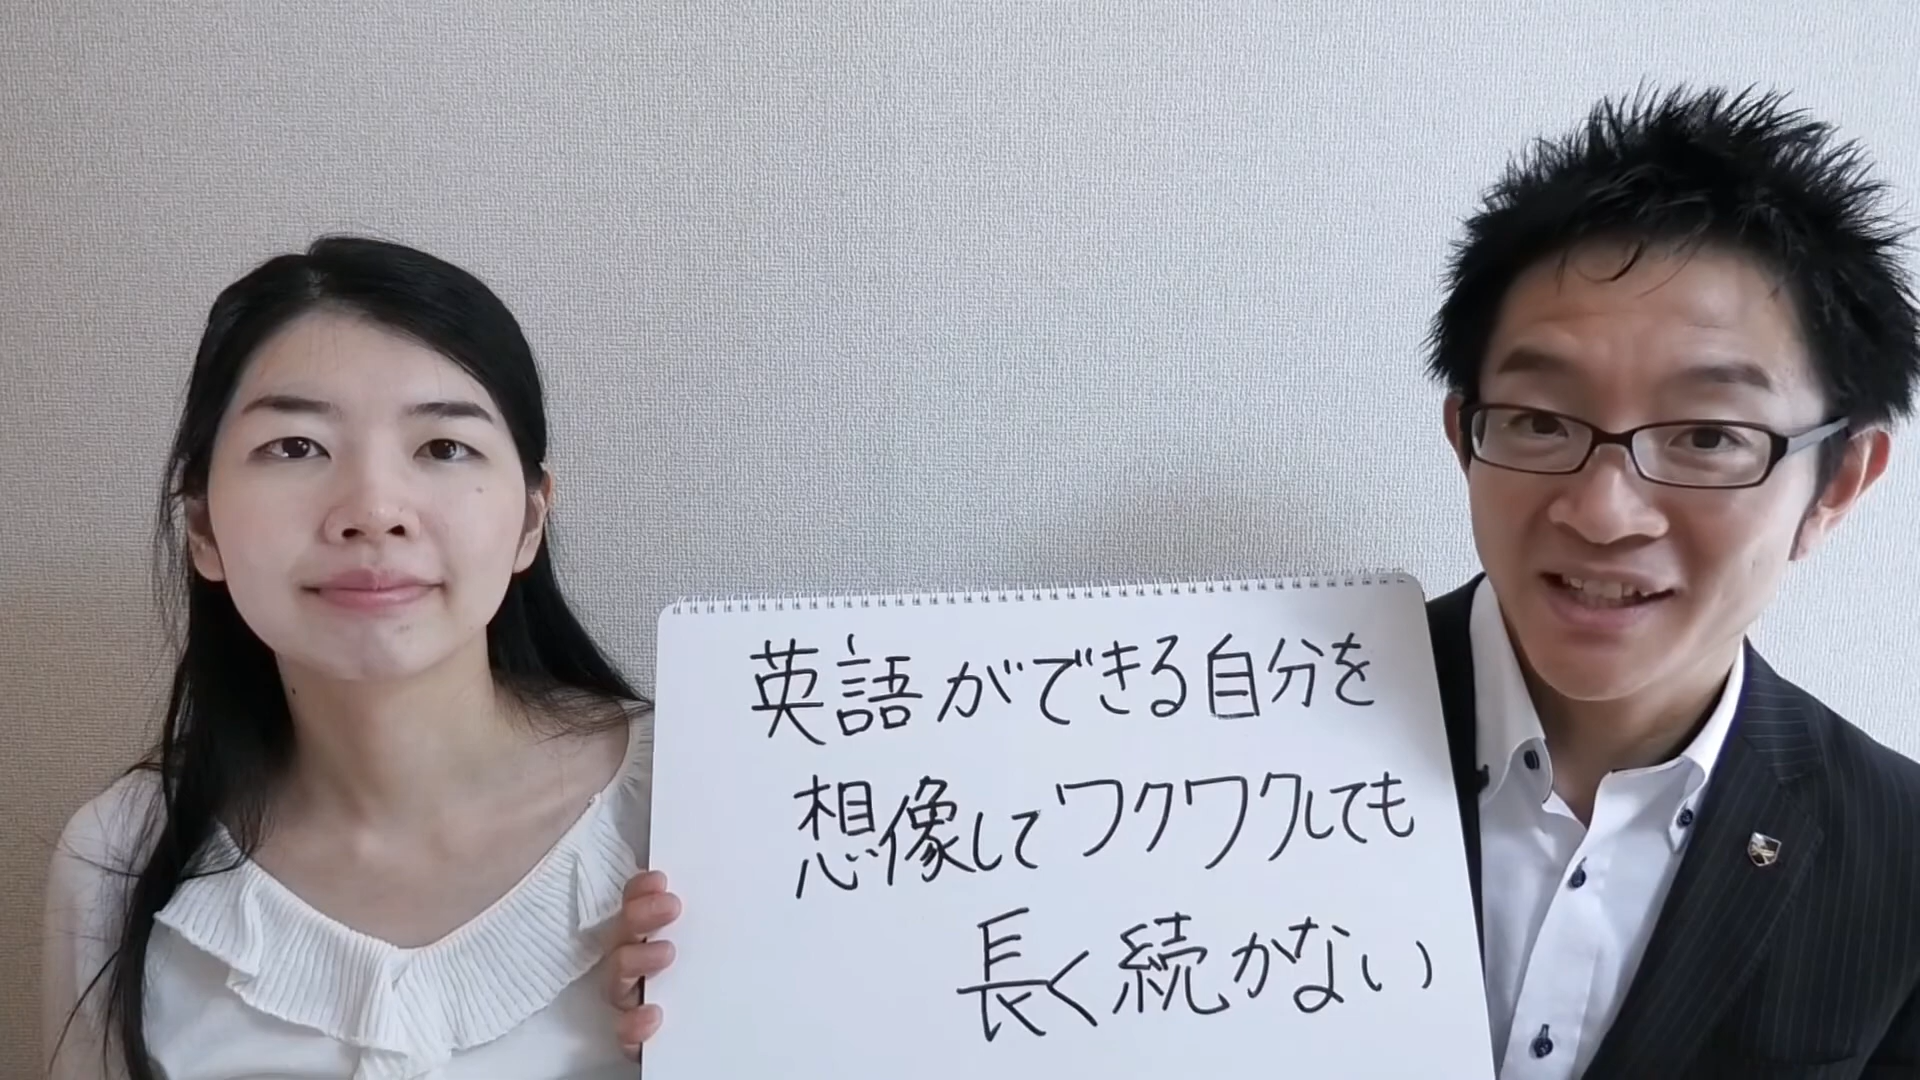 英語ができる自分を
想像してワクワクしても
長く続かない